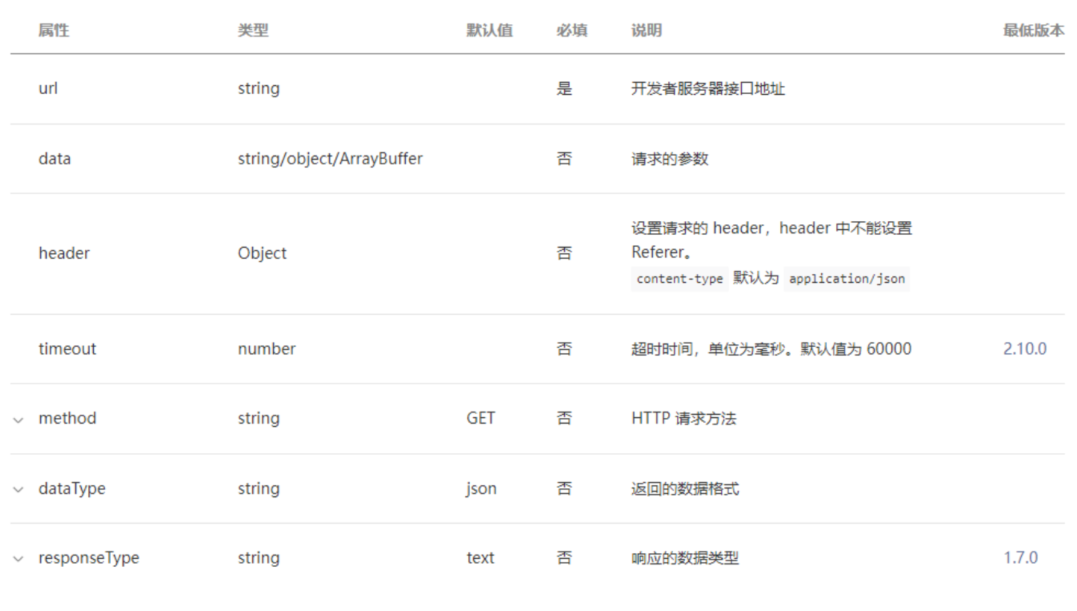 属性 类型 默认值 必填 说明 最低版本
url string 是 开发者服务器接口地址
data string/object/ArrayBuffer 否 请求的参数
header Object 否 设置请求的 header，header 中不能设置
Referer。
content-type 默认为 application/json
timeout number 否 超时时间，单位为毫秒。默认值为 60000 2.10.0
method string GET 否 HTTP 请求方法
dataType string json 否 返回的数据格式
responseType string text 否 响应的数据类型 1.7.0